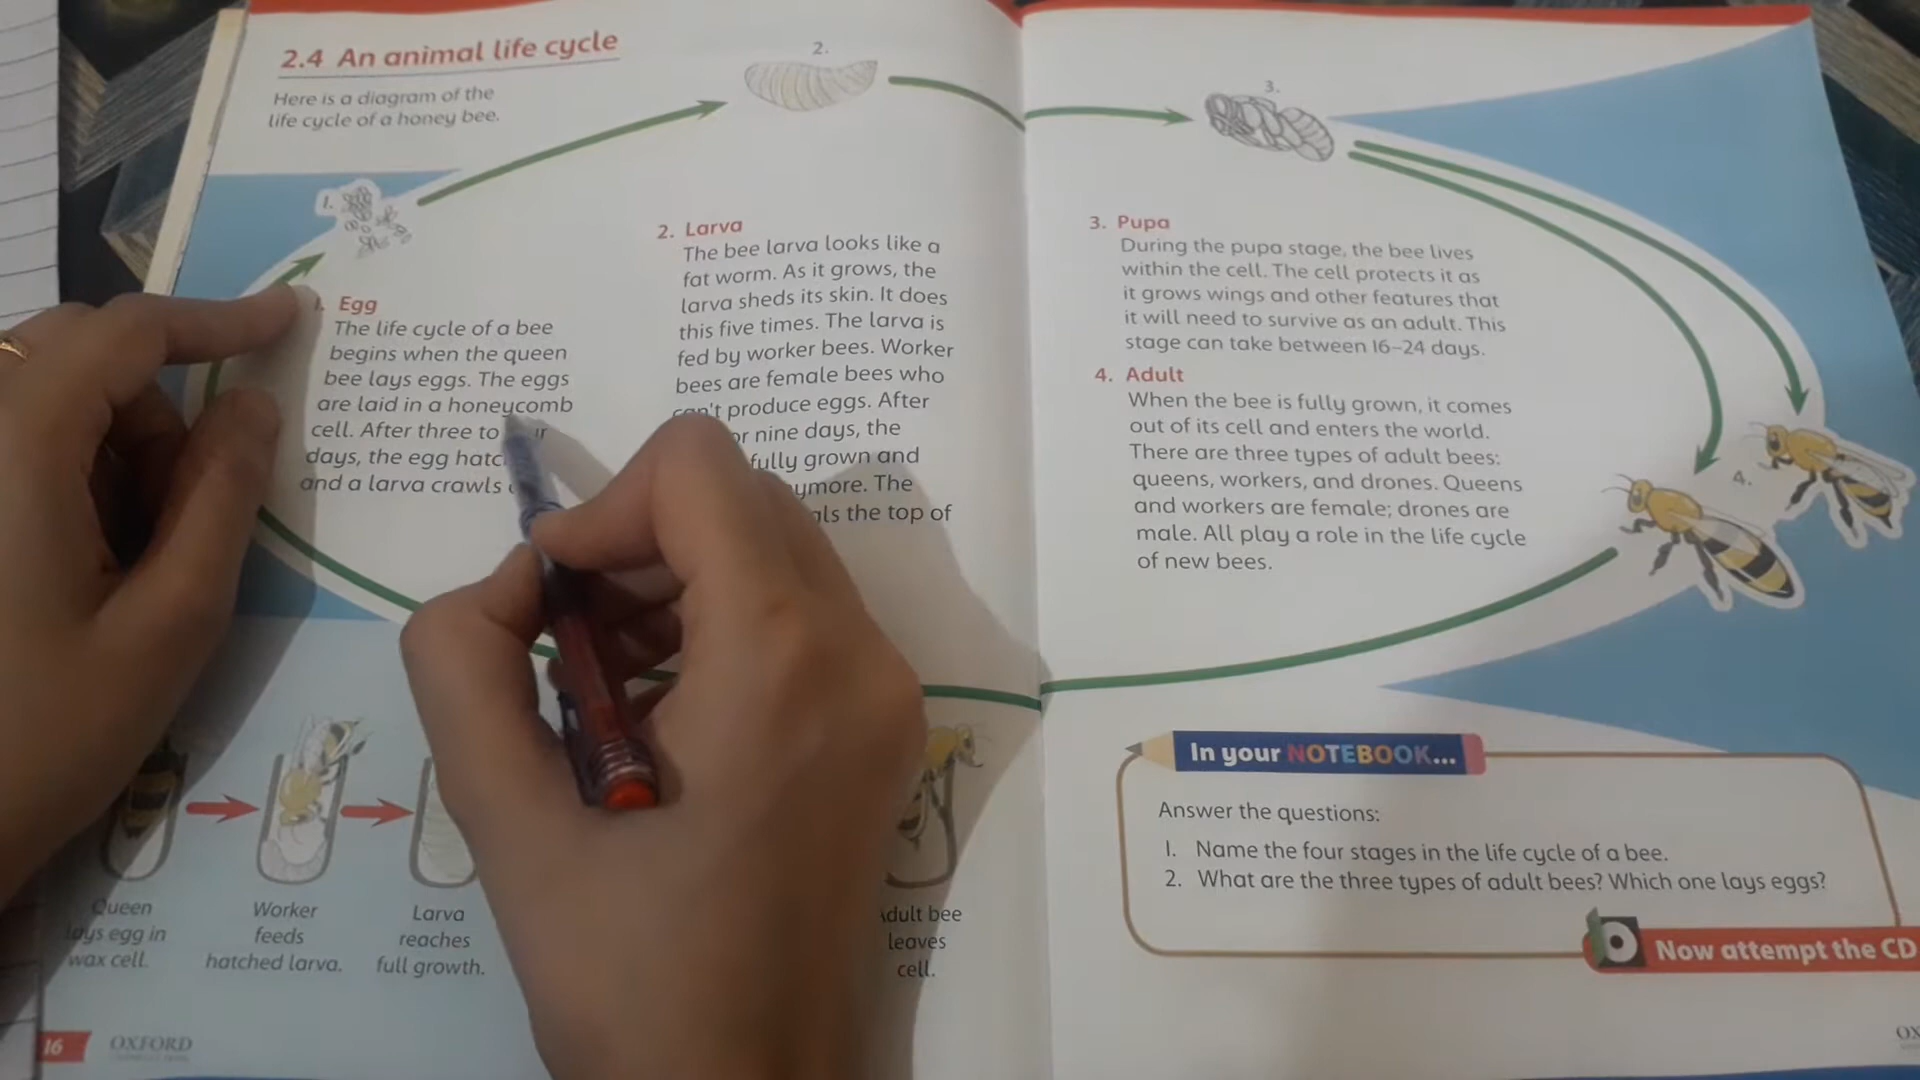 2.4 An animal life cycle
Here is a diagram of the
life cycle of a honey bee.
1.
2.
3.
4.
Egg
The life cycle of a bee
begins when the queen
bee lays eggs. The eggs
are laid in a honeycomb
cell. After three to
days, the egg
and a larva crawls
2. Larva
The bee larva looks like a
fat worm. As it grows, the
larva sheds its skin. It does
this five times. The larva is
fed by worker bees. Worker
bees are female bees who
can't produce eggs. After
or nine days, the
fully grown and
The
the top of
3. Pupa
During the pupa stage, the bee lives
within the cell. The cell protects it as
it grows wings and other features that
it will need to survive as an adult. This
stage can take between 16–24 days.
4. Adult
When the bee is fully grown, it comes
out of its cell and enters the world.
There are three types of adult bees:
queens, workers, and drones. Queens
and workers are female; drones are
male. All play a role in the life cycle
of new bees.
Queen
lays egg in
wax cell.
Worker
feeds
hatched larva.
Larva
reaches
full growth.
bee
leaves
cell.
In your NOTEBOOK...
Answer the questions:
1. Name the four stages in the life cycle of a bee.
2. What are the three types of adult bees? Which one lays eggs?
Now attempt the CD
16
OXFORD